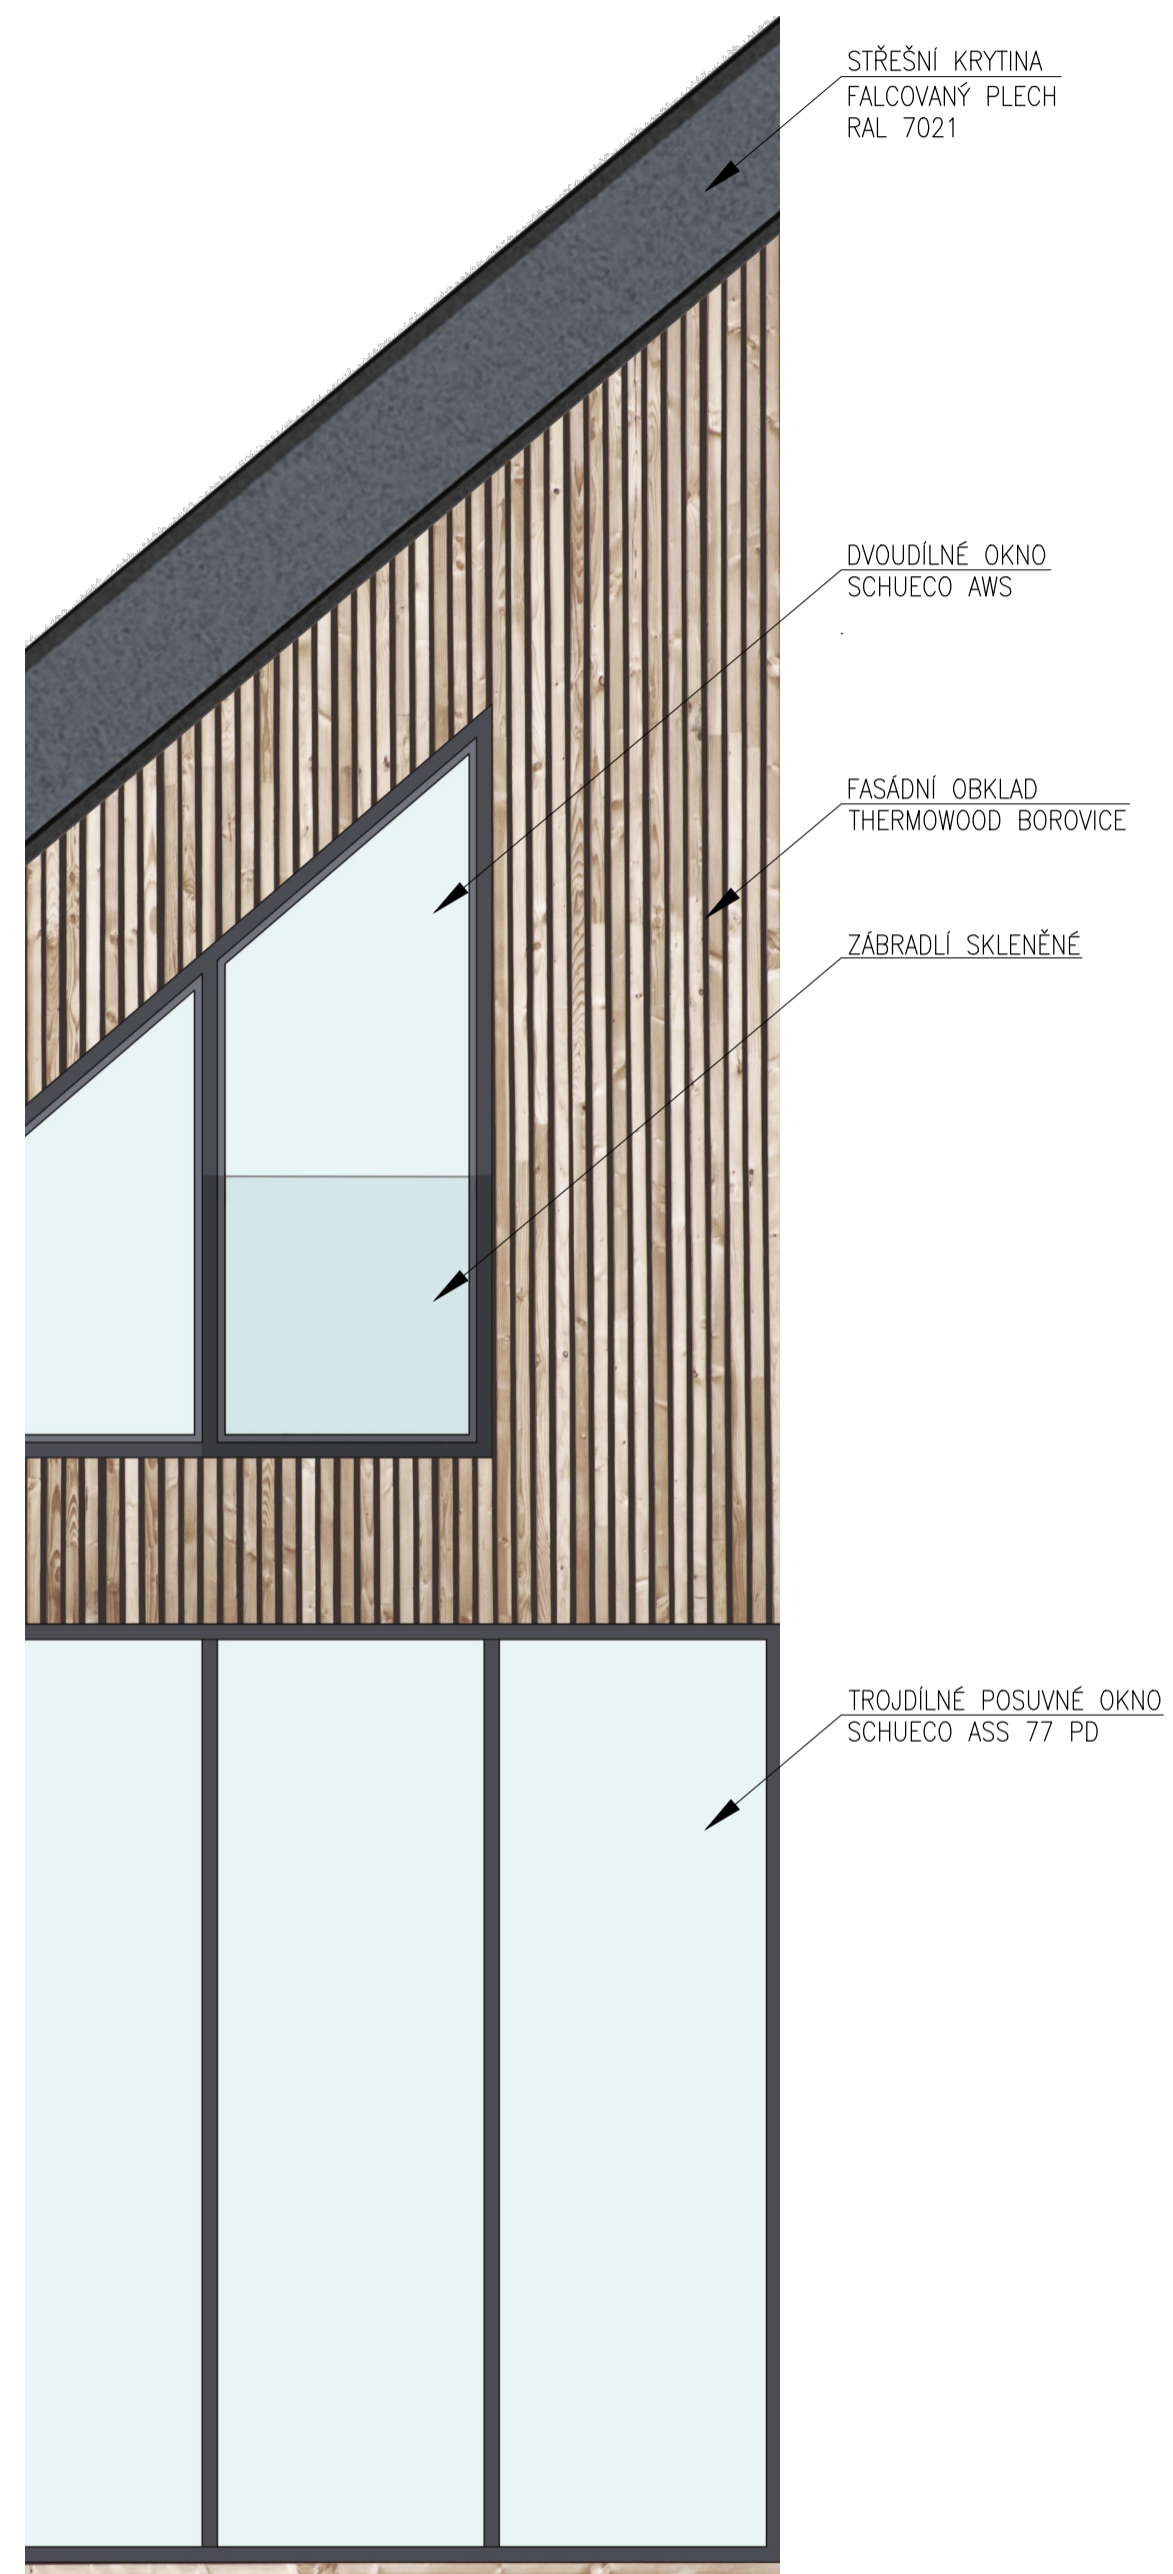 STŘEŠNÍ KRYTINA
FALCOVANÝ PLECH
RAL 7021
DVOUDÍLNÉ OKNO
SCHUECO AWS
FASÁDNÍ OBKLAD
THERMOWOOD BOROVICE
ZÁBRADLÍ SKLENĚNÉ
TROJDÍLNÉ POSUVNÉ OKNO
SCHUECO ASS 77 PD